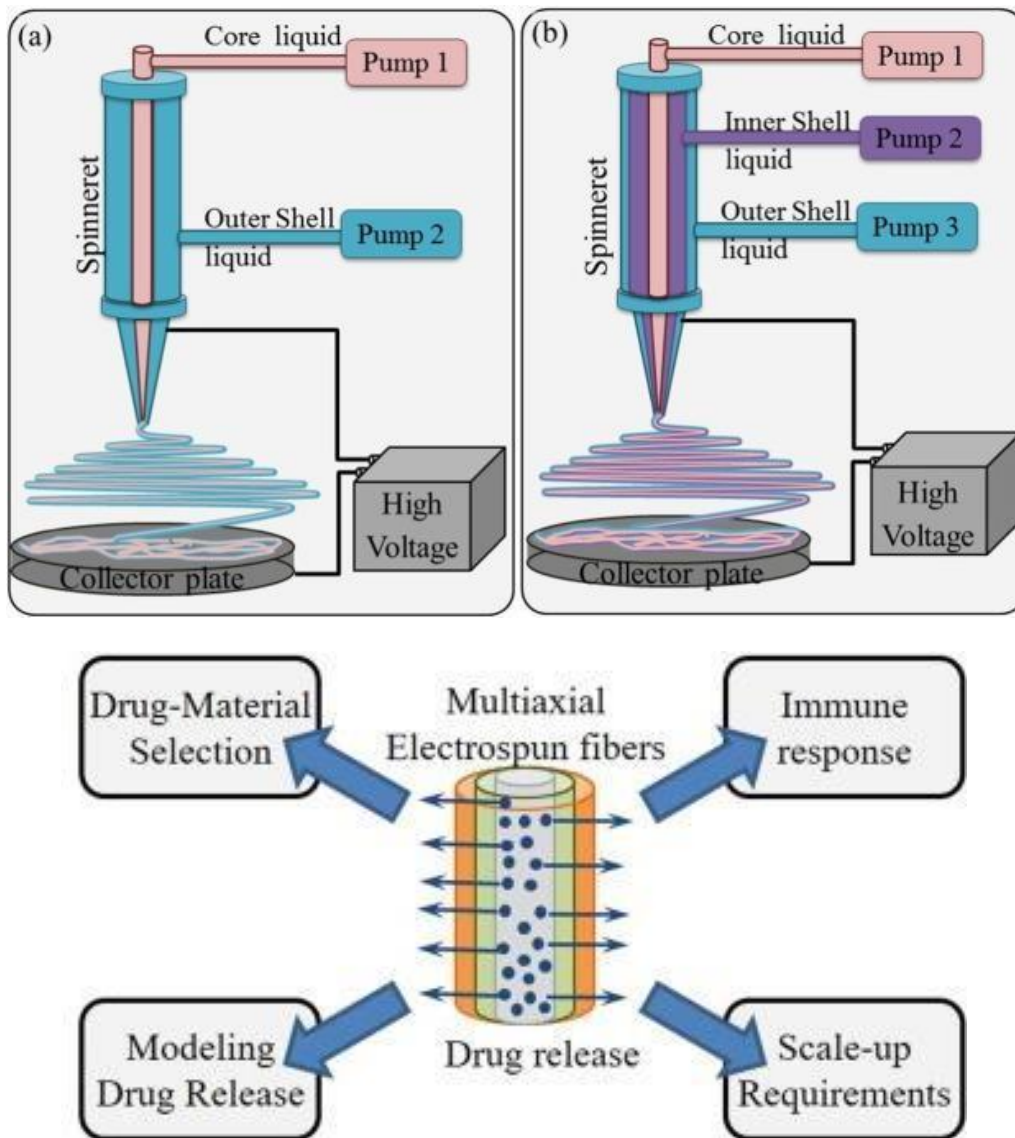 (a)
Core liquid
Pump 1
Spinneret
Outer Shell
liquid
Pump 2
High
Voltage
Collector plate
(b)
Core liquid
Pump 1
Inner Shell
liquid
Pump 2
Spinneret
Outer Shell
liquid
Pump 3
High
Voltage
Collector plate
Drug-Material
Selection
Multiaxial
Electrospun fibers
Immune
response
Modeling
Drug Release
Drug release
Scale-up
Requirements